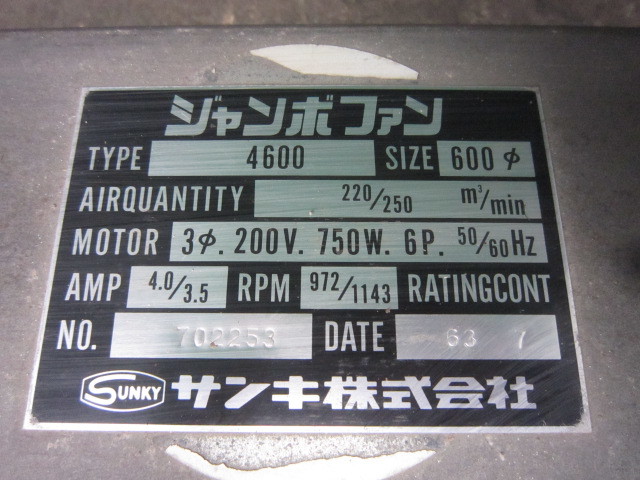 ジャンボファン
TYPE 4600 SIZE 600 φ
AIRQUANTITY 220/250 m³/min
MOTOR 3φ. 200V. 750W. 6P. 50/60Hz
AMP 4.0/3.5 RPM 972/1143 RATINGCONT
NO. 702253 DATE 63 7
SUNKY サンキ株式会社